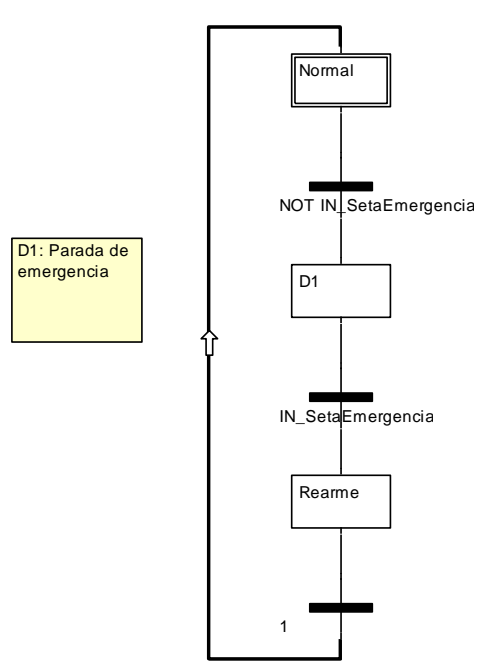 Normal
NOT IN_SetaEmergencia
D1: Parada de
emergencia
D1
IN_SetaEmergencia
Rearme
1